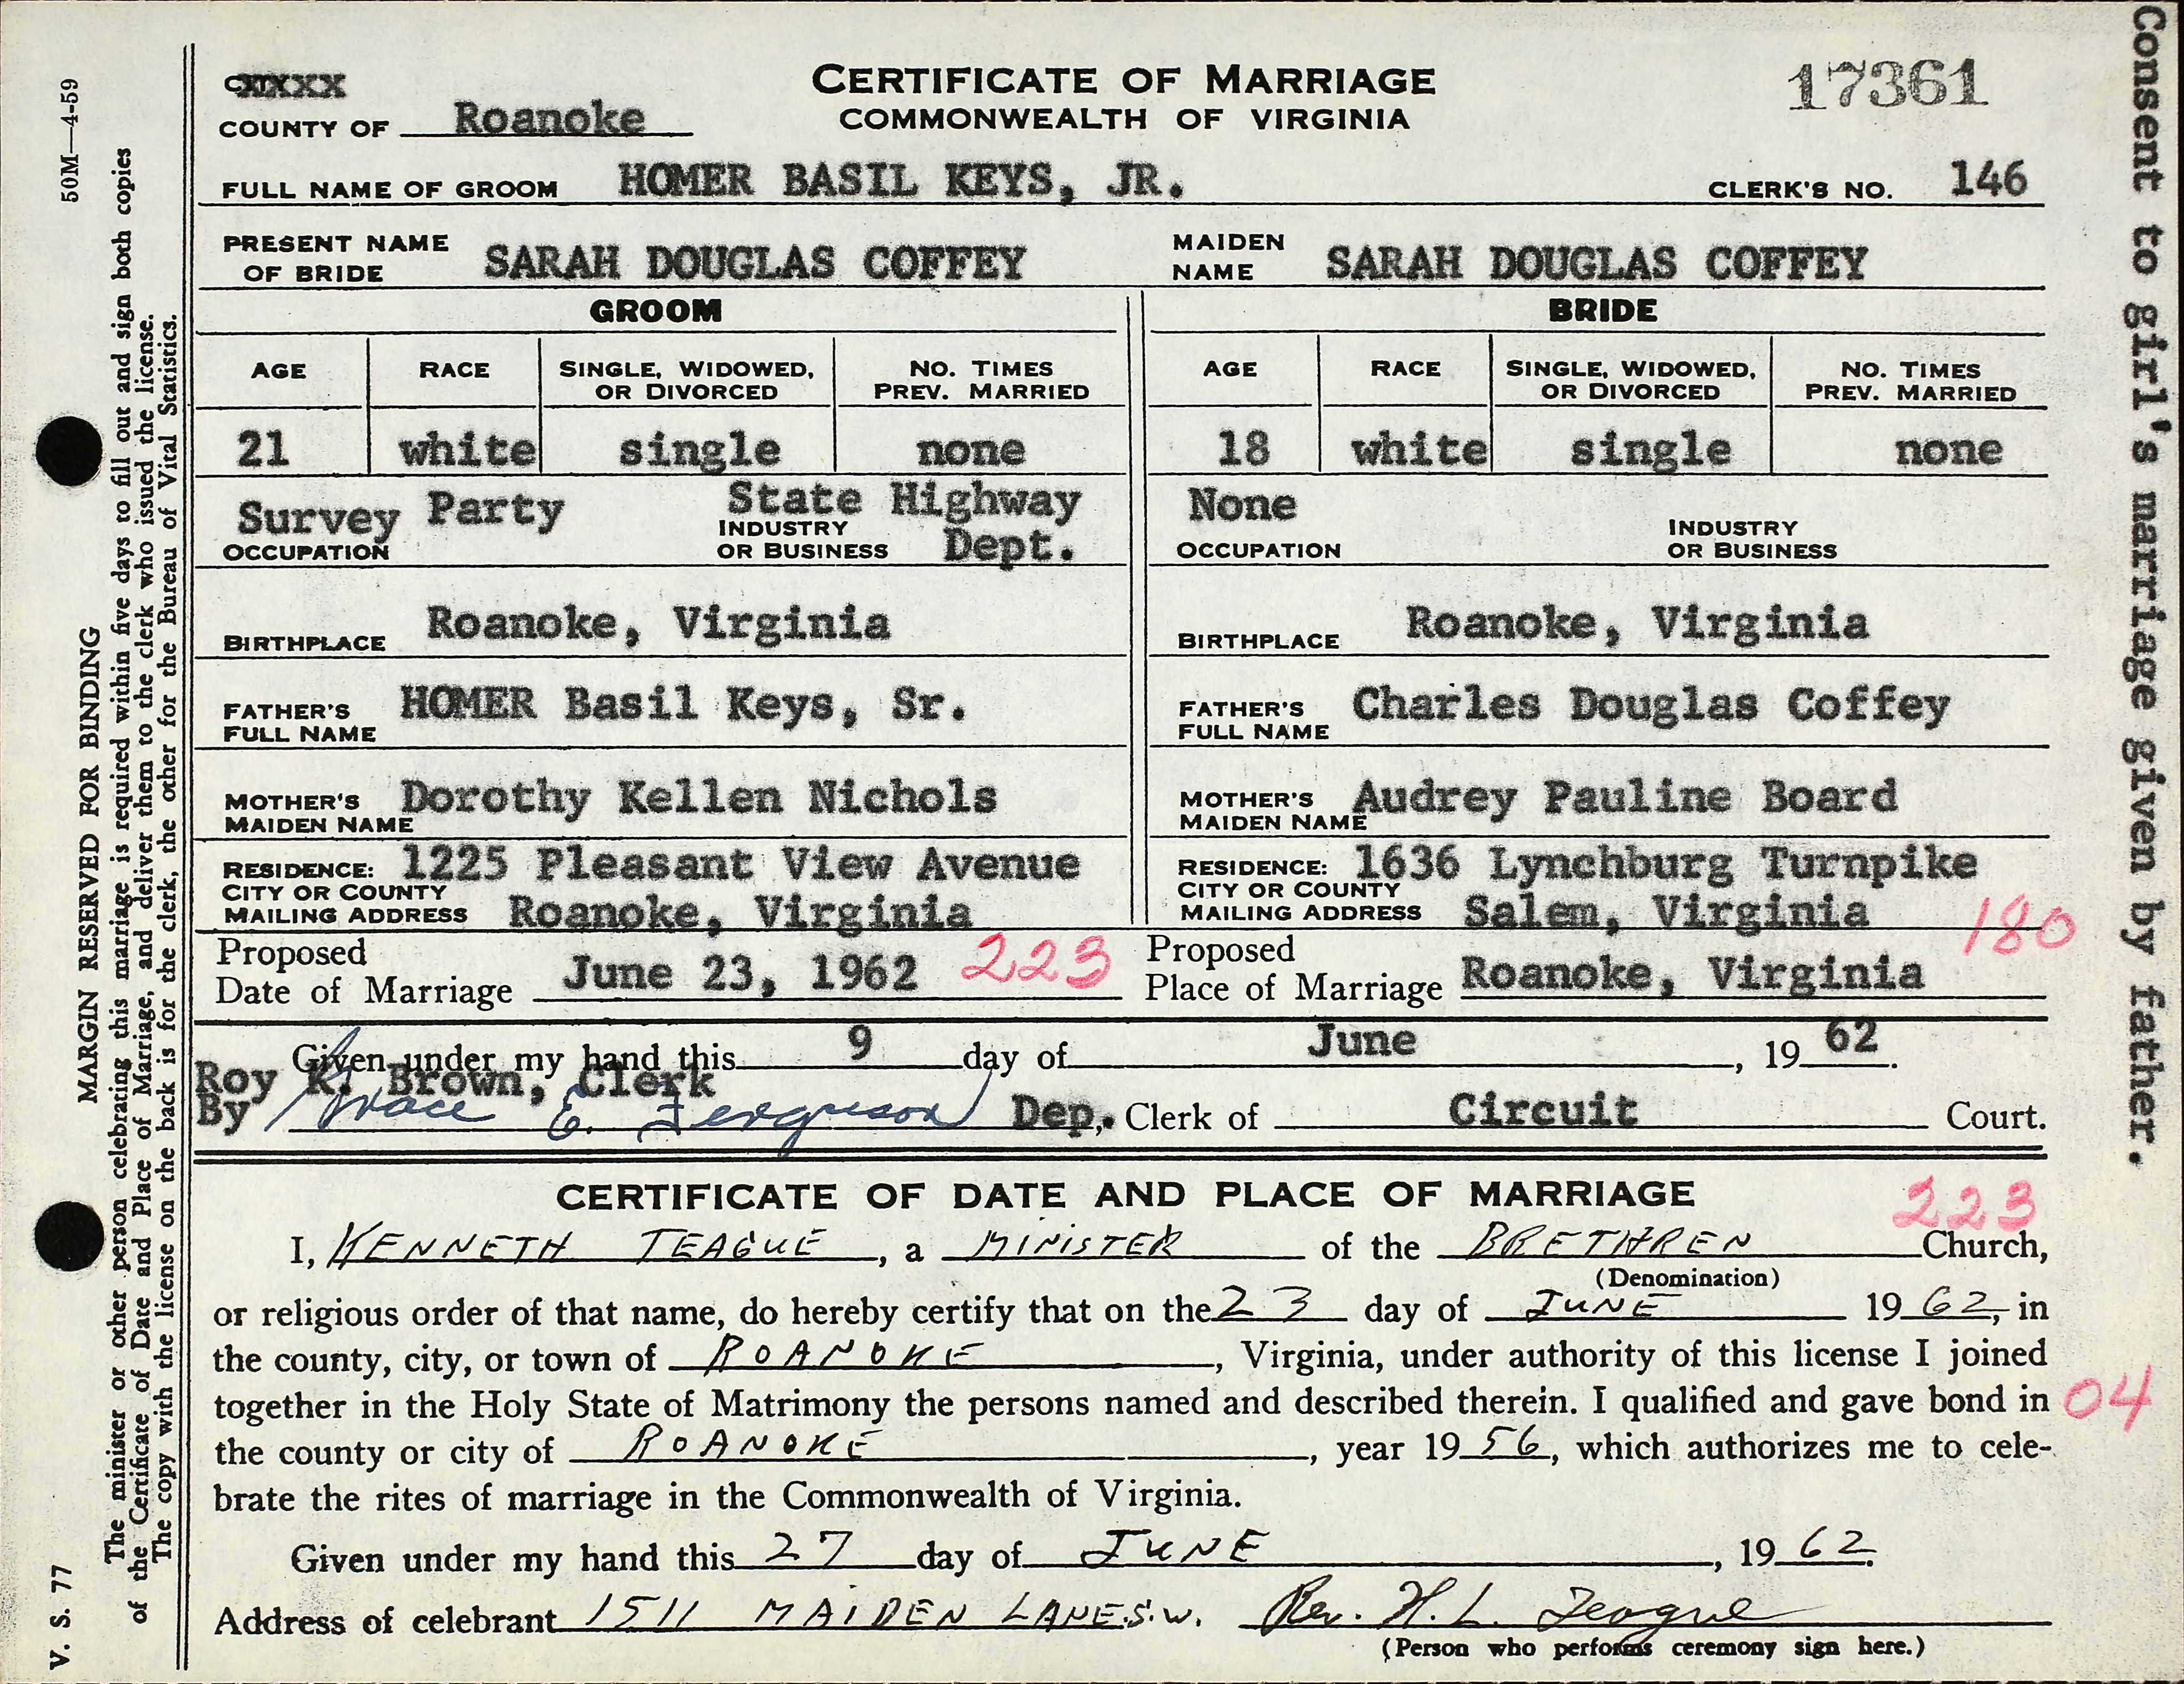 CERTIFICATE OF MARRIAGE
COMMONWEALTH OF VIRGINIA
17361
COUNTY OF Roanoke
FULL NAME OF GROOM HOMER BASIL KEYS, JR. CLERK'S NO. 146
PRESENT NAME OF BRIDE SARAH DOUGLAS COFFEY MAIDEN NAME SARAH DOUGLAS COFFEY
GROOM BRIDE
AGE RACE SINGLE, WIDOWED, OR DIVORCED NO. TIMES PREV. MARRIED AGE RACE SINGLE, WIDOWED, OR DIVORCED NO. TIMES PREV. MARRIED
21 white single none 18 white single none
OCCUPATION Survey Party INDUSTRY OR BUSINESS State Highway Dept. OCCUPATION None INDUSTRY OR BUSINESS
BIRTHPLACE Roanoke, Virginia BIRTHPLACE Roanoke, Virginia
FATHER'S FULL NAME HOMER Basil Keys, Sr. FATHER'S FULL NAME Charles Douglas Coffey
MOTHER'S MAIDEN NAME Dorothy Kellen Nichols MOTHER'S MAIDEN NAME Audrey Pauline Board
RESIDENCE: 1225 Pleasant View Avenue RESIDENCE: 1636 Lynchburg Turnpike
CITY OR COUNTY CITY OR COUNTY
MAILING ADDRESS Roanoke, Virginia MAILING ADDRESS Salem, Virginia 180
Proposed Date of Marriage June 23, 1962 223 Proposed Place of Marriage Roanoke, Virginia
Given under my hand this 9 day of June, 1962.
Roy K. Brown, Clerk
By Grace E. Ferguson Dep. Clerk of Circuit Court.
CERTIFICATE OF DATE AND PLACE OF MARRIAGE 223
I, KENNETH TEAGUE, a MINISTER of the BRETHREN Church,
(Denomination)
or religious order of that name, do hereby certify that on the 23 day of JUNE 1962, in
the county, city, or town of ROANOKE, Virginia, under authority of this license I joined
together in the Holy State of Matrimony the persons named and described therein. I qualified and gave bond in 04
the county or city of ROANOKE, year 1956, which authorizes me to cele-
brate the rites of marriage in the Commonwealth of Virginia.
Given under my hand this 27 day of JUNE, 1962.
Address of celebrant 1511 MAIDEN LANE S.W. Rev. H. L. Teague
(Person who performs ceremony sign here.)
Consent to girl's marriage given by father.
V. S. 77 50M—4-59
MARGIN RESERVED FOR BINDING
The minister or other person celebrating this marriage is required within five days to fill out and sign both copies
of the Certificate of Date and Place of Marriage, and deliver them to the clerk who issued the license.
The copy with the license on the back is for the clerk, the other for the Bureau of Vital Statistics.